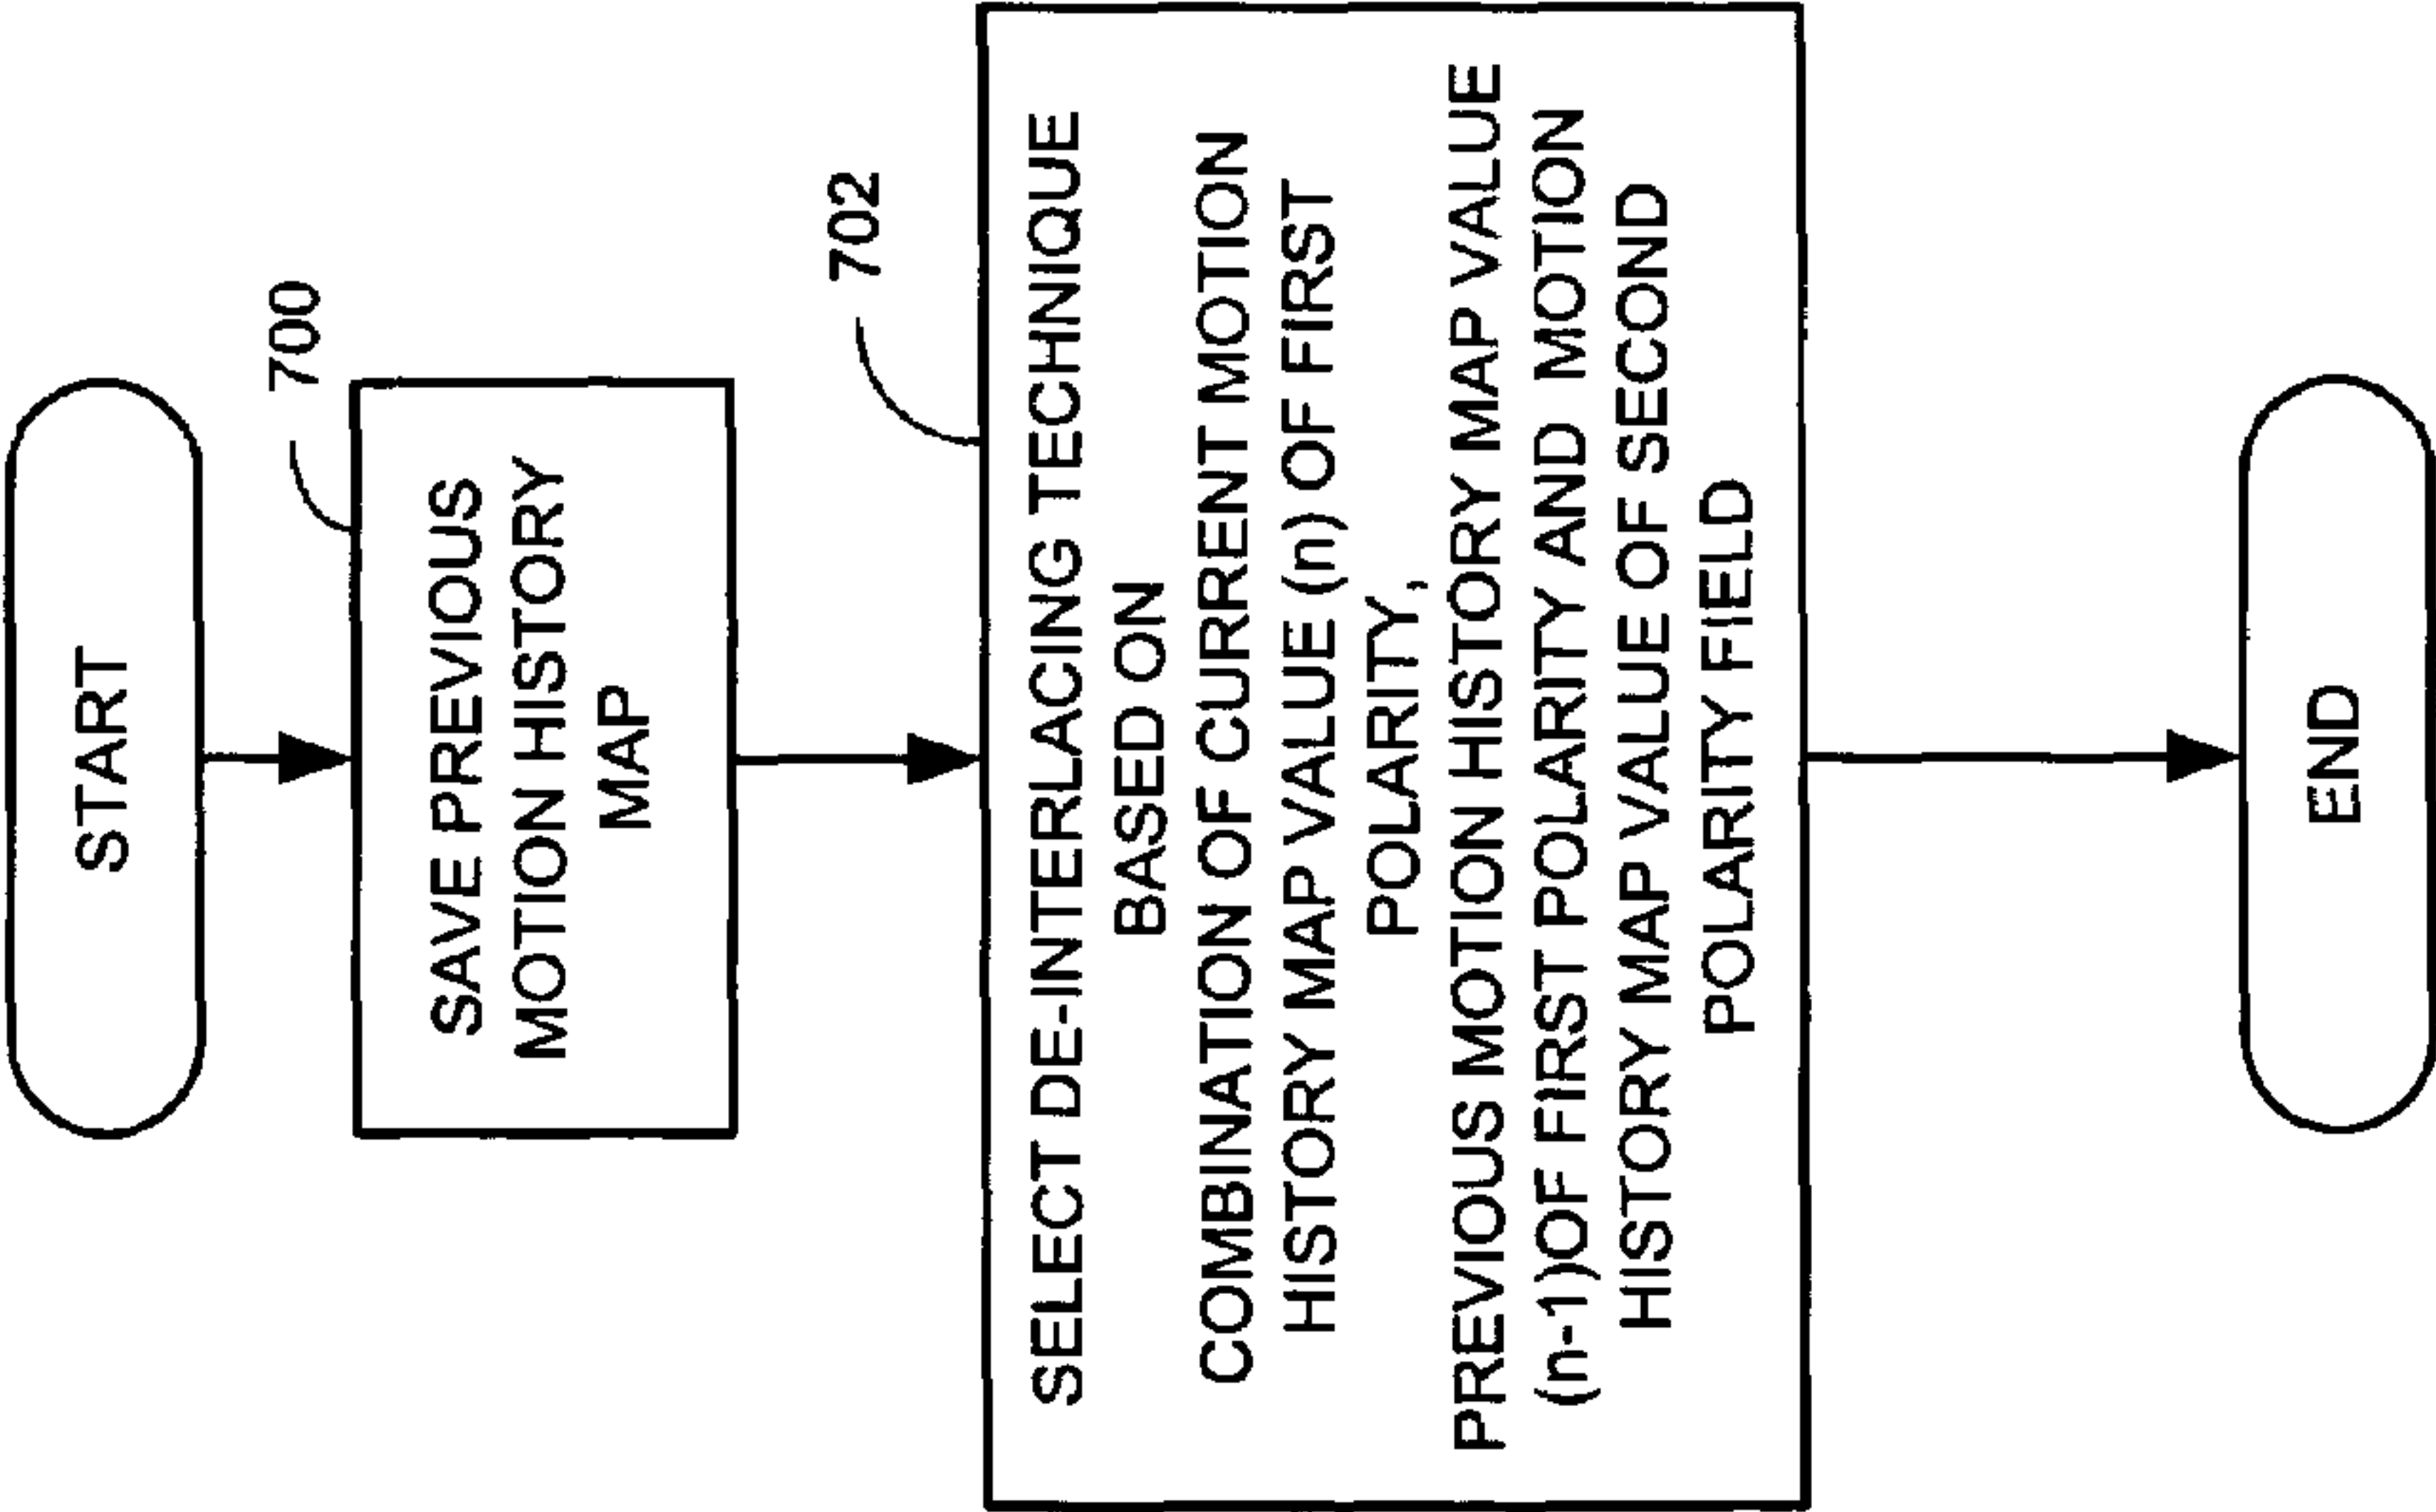 START
700
SAVE PREVIOUS
MOTION HISTORY
MAP
702
SELECT DE-INTERLACING TECHNIQUE
BASED ON
COMBINATION OF CURRENT MOTION
HISTORY MAP VALUE (n) OF FIRST
POLARITY,
PREVIOUS MOTION HISTORY MAP VALUE
(n-1)OF FIRST POLARITY AND MOTION
HISTORY MAP VALUE OF SECOND
POLARITY FIELD
END